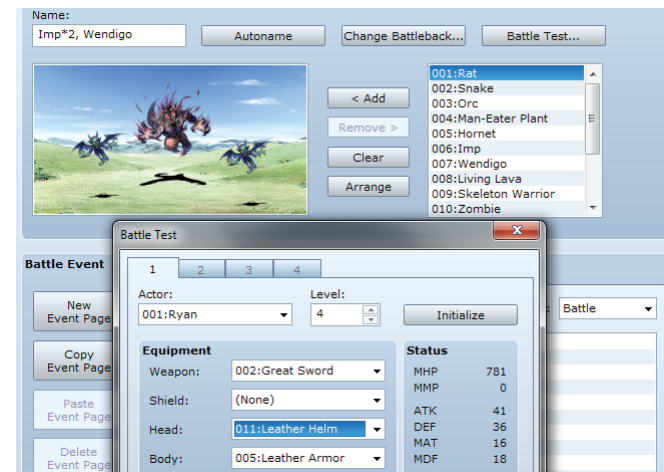 Name:
Imp*2, Wendigo
Autoname
Change Battleback...
Battle Test...
001:Rat
002:Snake
003:Orc
004:Man-Eater Plant
005:Hornet
006:Imp
007:Wendigo
008:Living Lava
009:Skeleton Warrior
010:Zombie
< Add
Remove >
Clear
Arrange
Battle Event
New
Event Page
Copy
Event Page
Paste
Event Page
Delete
Event Page
Battle Test
1 2 3 4
Actor: Level:
001:Ryan 4 Initialize
Equipment
Weapon: 002:Great Sword
Shield: (None)
Head: 011:Leather Helm
Body: 005:Leather Armor
Status
MHP 781
MMP 0
ATK 41
DEF 36
MAT 16
MDF 18
: Battle